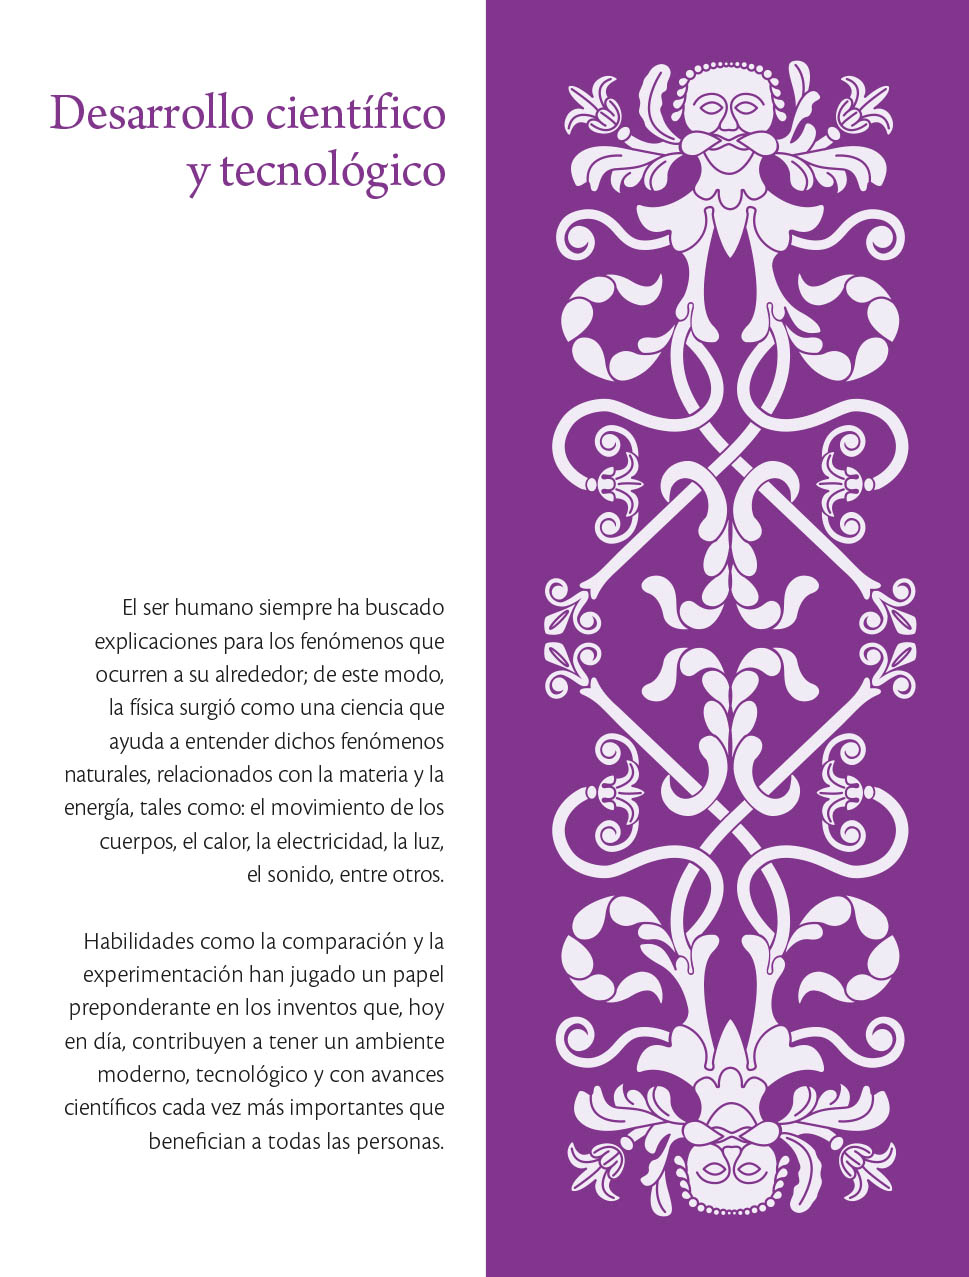 Desarrollo científico
y tecnológico
El ser humano siempre ha buscado
explicaciones para los fenómenos que
ocurren a su alrededor; de este modo,
la física surgió como una ciencia que
ayuda a entender dichos fenómenos
naturales, relacionados con la materia y la
energía, tales como: el movimiento de los
cuerpos, el calor, la electricidad, la luz,
el sonido, entre otros.
Habilidades como la comparación y la
experimentación han jugado un papel
preponderante en los inventos que, hoy
en día, contribuyen a tener un ambiente
moderno, tecnológico y con avances
científicos cada vez más importantes que
benefician a todas las personas.